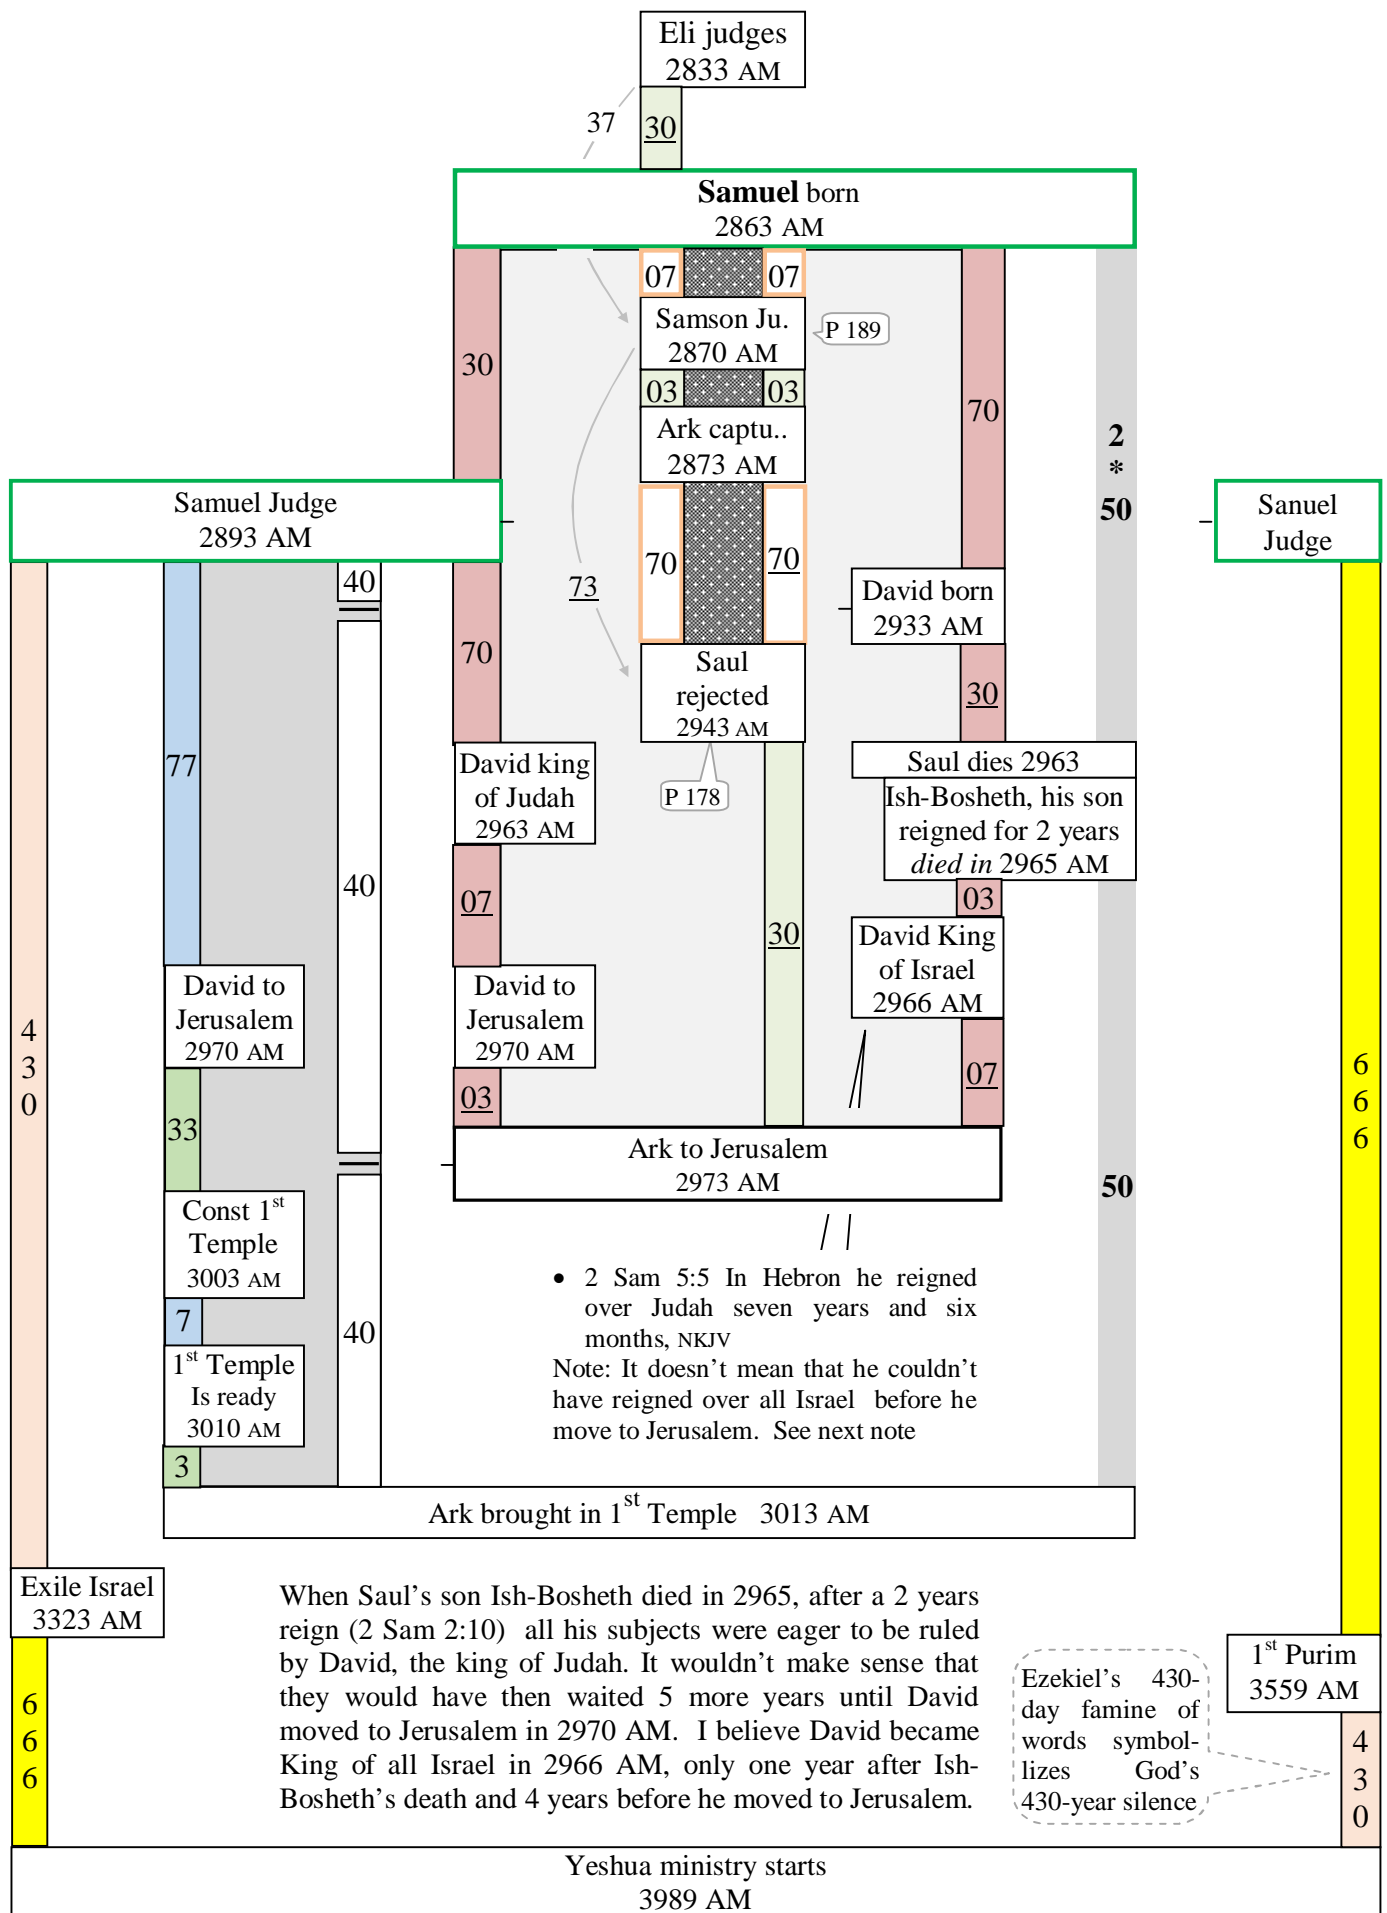 Eli judges
2833 AM
37
30
Samuel born
2863 AM
07
07
Samson Ju.
2870 AM
P 189
30
03
03
70
Ark captu..
2873 AM
2
*
50
Samuel Judge
2893 AM
Sanuel
Judge
40
70
70
73
David born
2933 AM
70
Saul
rejected
2943 AM
30
77
David king
of Judah
2963 AM
P 178
Saul dies 2963
Ish-Bosheth, his son
reigned for 2 years
died in 2965 AM
40
07
03
30
David King
of Israel
2966 AM
David to
Jerusalem
2970 AM
David to
Jerusalem
2970 AM
4
3
0
03
07
6
6
6
33
Ark to Jerusalem
2973 AM
50
Const 1st
Temple
3003 AM
• 2 Sam 5:5 In Hebron he reigned
over Judah seven years and six
months, NKJV
7
40
1st Temple
Is ready
3010 AM
Note: It doesn’t mean that he couldn’t
have reigned over all Israel before he
move to Jerusalem. See next note
3
Ark brought in 1st Temple 3013 AM
Exile Israel
3323 AM
When Saul’s son Ish-Bosheth died in 2965, after a 2 years
reign (2 Sam 2:10) all his subjects were eager to be ruled
by David, the king of Judah. It wouldn’t make sense that
they would have then waited 5 more years until David
moved to Jerusalem in 2970 AM. I believe David became
King of all Israel in 2966 AM, only one year after Ish-
Bosheth’s death and 4 years before he moved to Jerusalem.
1st Purim
3559 AM
Ezekiel’s 430-
day famine of
words symbol-
lizes God’s
430-year silence
6
6
6
4
3
0
Yeshua ministry starts
3989 AM